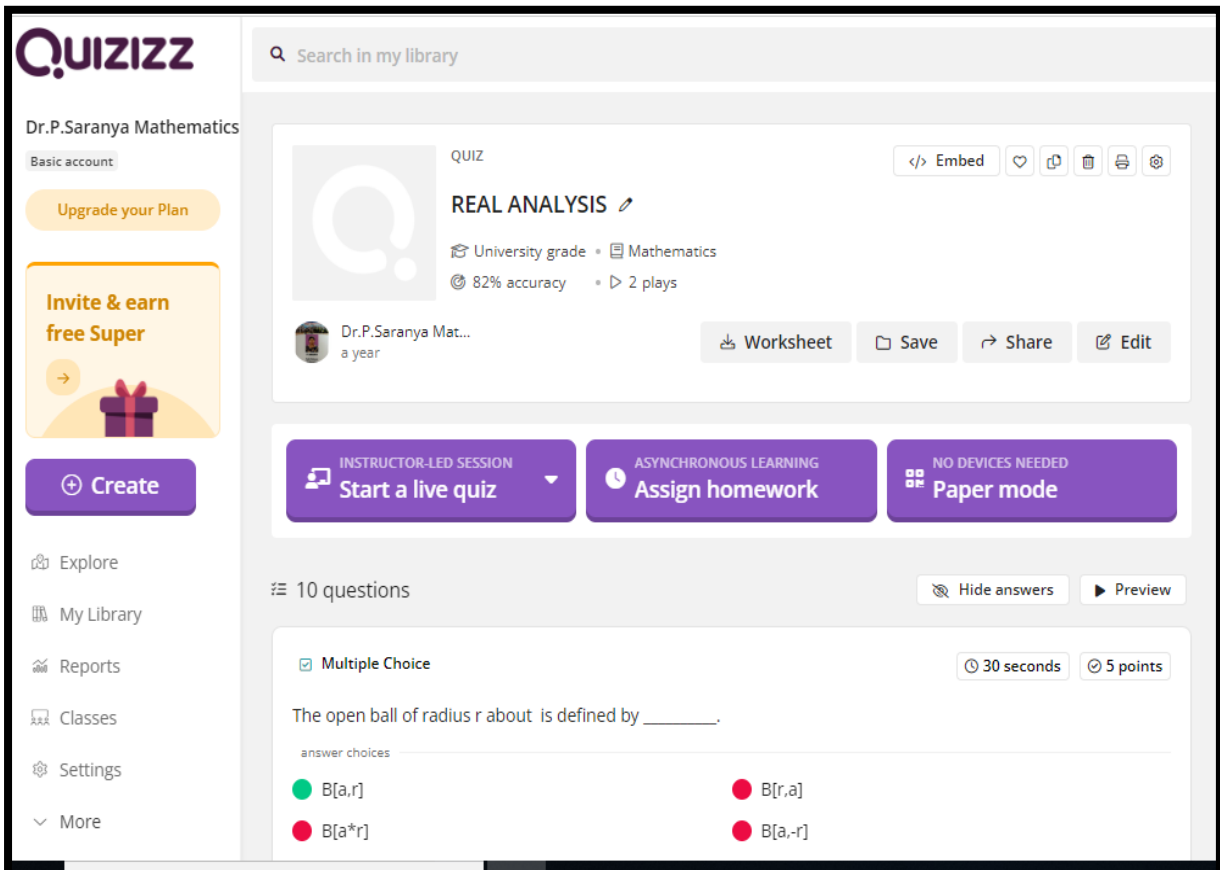 QUIZIZZ
Search in my library
Dr.P.Saranya Mathematics
Basic account
Upgrade your Plan
Invite & earn
free Super
Create
Explore
My Library
Reports
Classes
Settings
More
QUIZ
</> Embed
REAL ANALYSIS
University grade • Mathematics
82% accuracy • 2 plays
Dr.P.Saranya Mat...
a year
Worksheet
Save
Share
Edit
INSTRUCTOR-LED SESSION
Start a live quiz
ASYNCHRONOUS LEARNING
Assign homework
NO DEVICES NEEDED
Paper mode
10 questions
Hide answers
Preview
Multiple Choice
30 seconds
5 points
The open ball of radius r about is defined by _________.
answer choices
B[a,r]
B[r,a]
B[a*r]
B[a,-r]